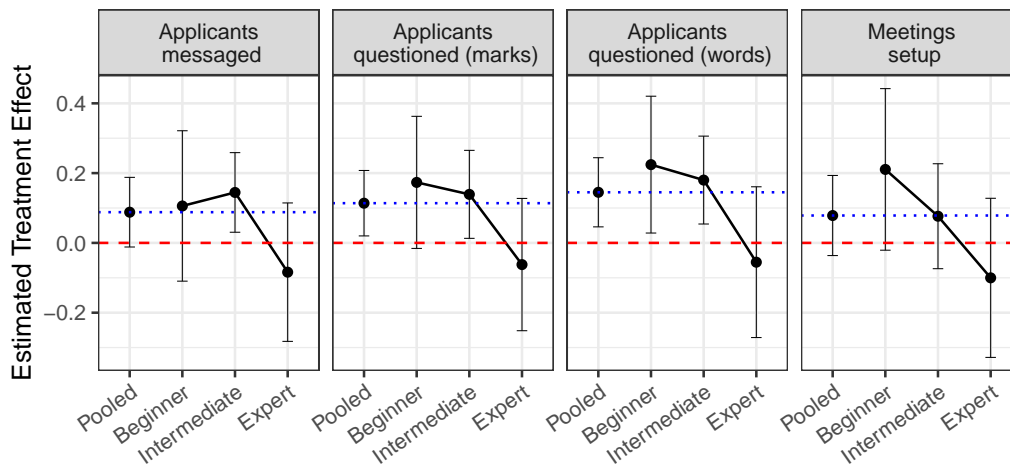 Applicants
messaged
Applicants
questioned (marks)
Applicants
questioned (words)
Meetings
setup
Estimated Treatment Effect
0.4
0.2
0.0
−0.2
Pooled
Beginner
Intermediate
Expert
Pooled
Beginner
Intermediate
Expert
Pooled
Beginner
Intermediate
Expert
Pooled
Beginner
Intermediate
Expert